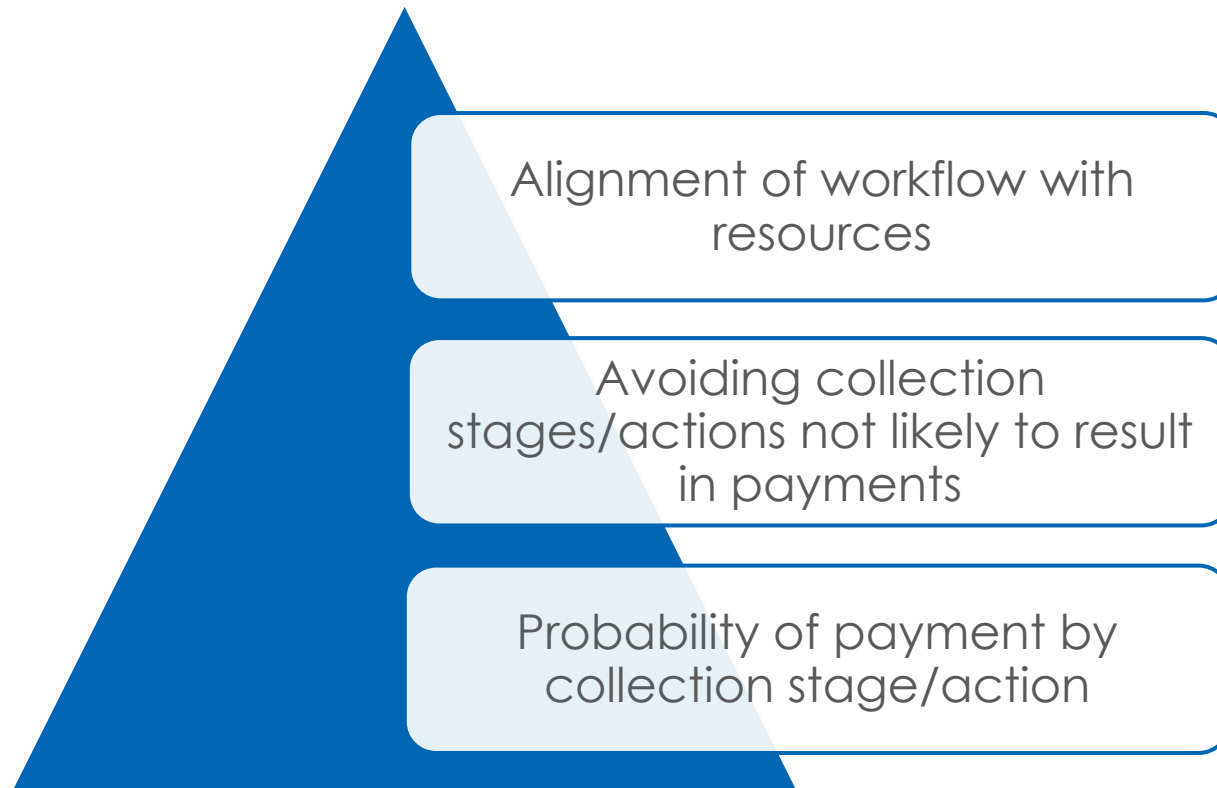 Alignment of workflow with
resources
Avoiding collection
stages/actions not likely to result
in payments
Probability of payment by
collection stage/action